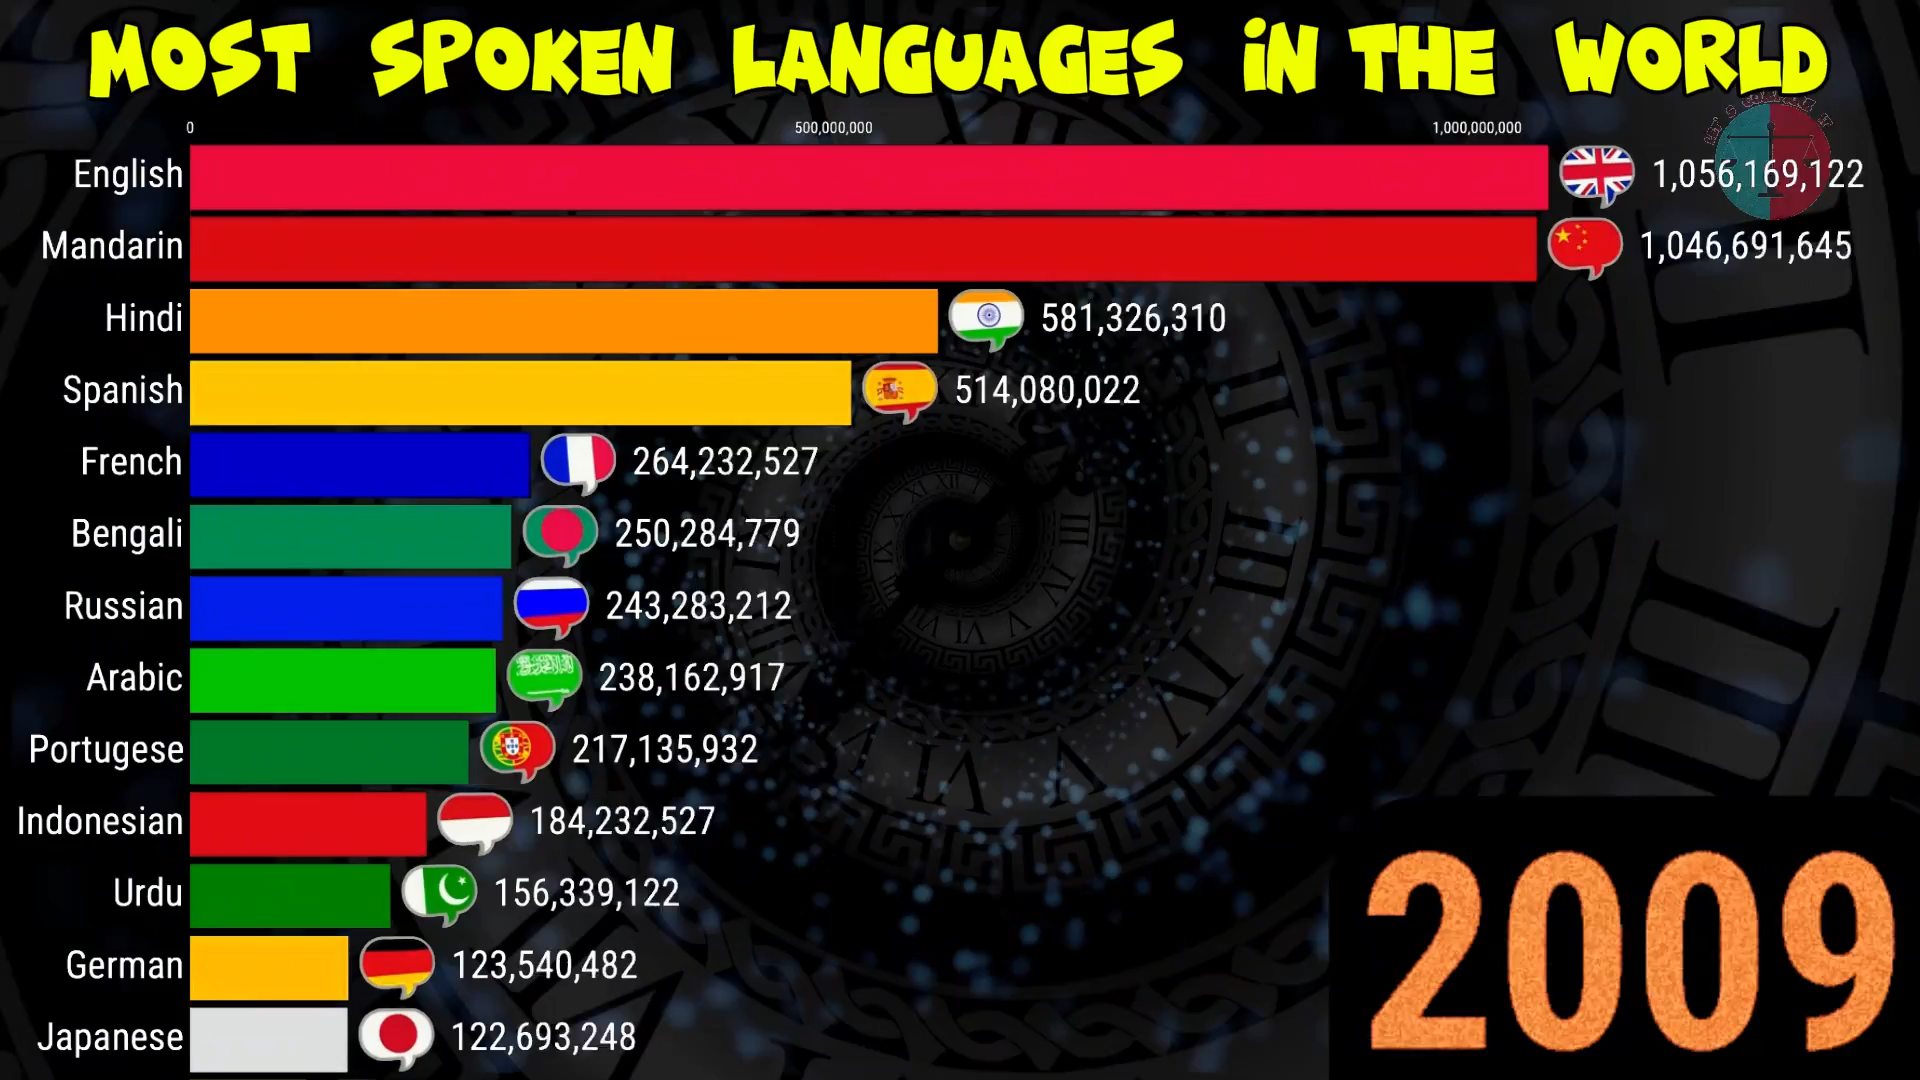 MOST SPOKEN LANGUAGES iN THE WORLD
0 500,000,000 1,000,000,000
English 1,056,169,122
Mandarin 1,046,691,645
Hindi 581,326,310
Spanish 514,080,022
French 264,232,527
Bengali 250,284,779
Russian 243,283,212
Arabic 238,162,917
Portugese 217,135,932
Indonesian 184,232,527
Urdu 156,339,122
German 123,540,482
Japanese 122,693,248
2009